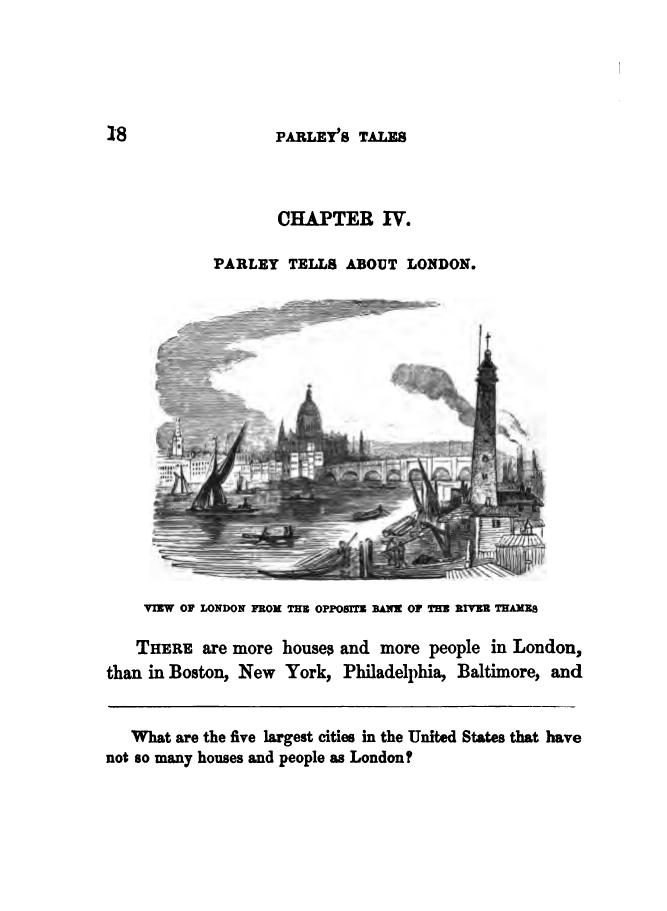 18 PARLEY'S TALES
CHAPTER IV.
PARLEY TELLS ABOUT LONDON.
VIEW OF LONDON FROM THE OPPOSITE BANK OF THE RIVER THAMES
THERE are more houses and more people in London,
than in Boston, New York, Philadelphia, Baltimore, and
What are the five largest cities in the United States that have
not so many houses and people as London?